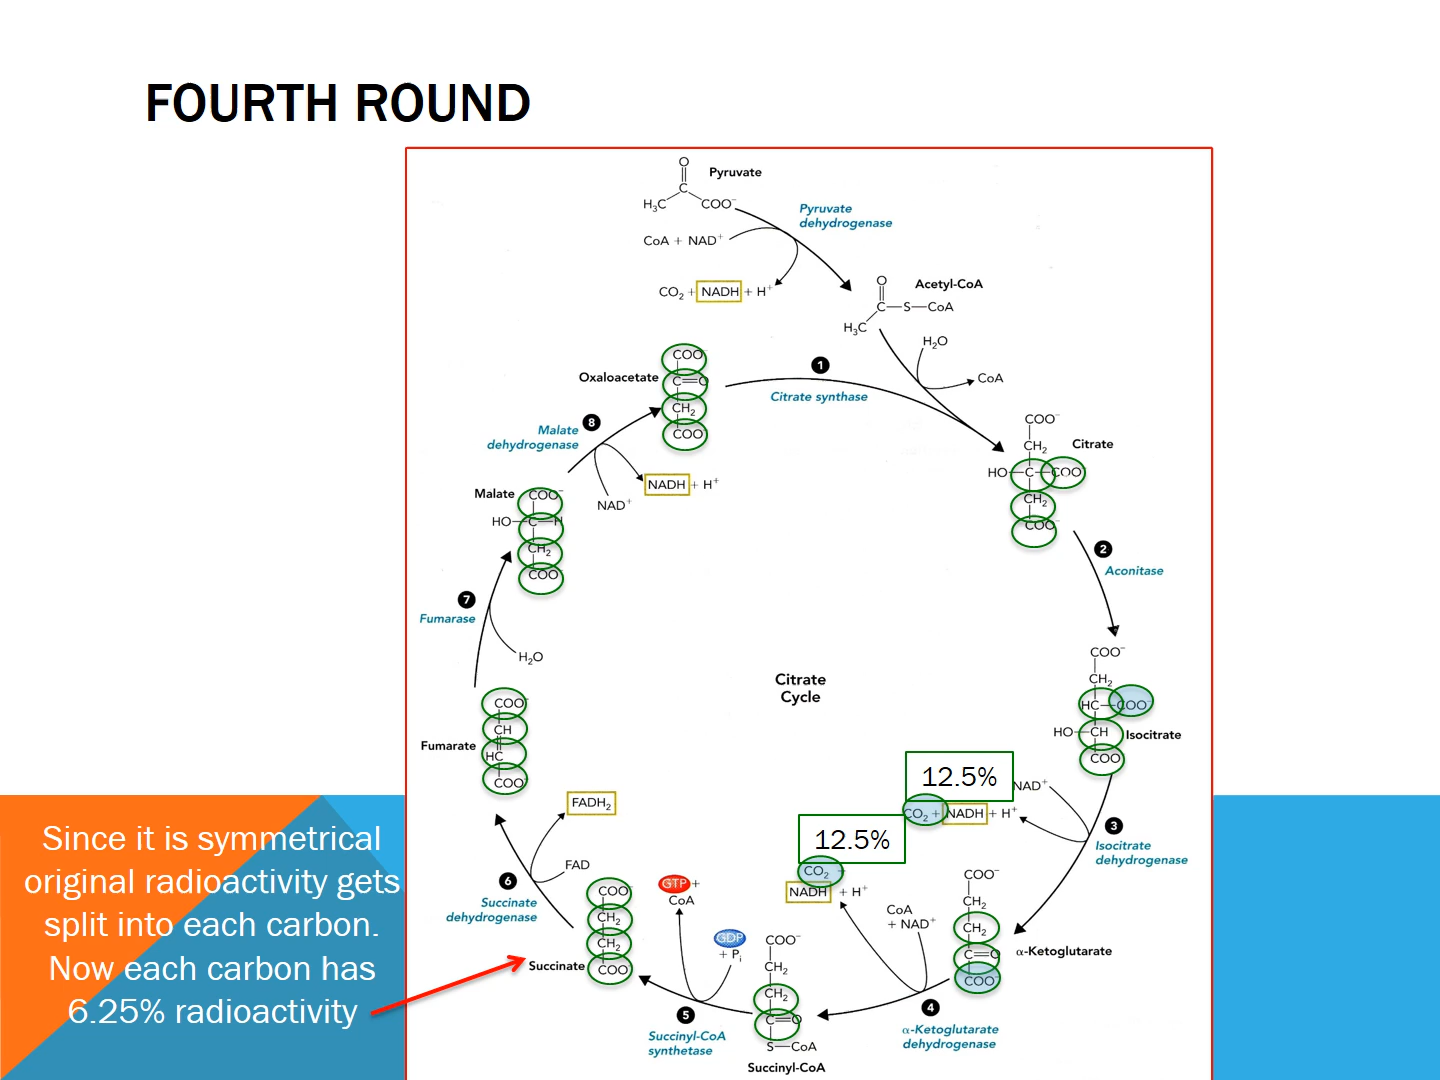 FOURTH ROUND
O
C
H₃C
COO⁻
Pyruvate
Pyruvate
dehydrogenase
CoA + NAD⁺
CO₂ + NADH + H⁺
O
Acetyl-CoA
C—S—CoA
H₃C
H₂O
CoA
1
Citrate synthase
Oxaloacetate
COO⁻
C=O
CH₂
COO⁻
8
Malate
dehydrogenase
NADH + H⁺
NAD⁺
COO⁻
CH₂
Citrate
HO—C—COO⁻
CH₂
COO⁻
2
Aconitase
Malate
COO⁻
HO—C—H
CH₂
COO⁻
7
Fumarase
H₂O
Citrate
Cycle
COO⁻
CH₂
HC—COO⁻
HO—CH
Isocitrate
COO
Fumarate
COO⁻
CH
HC
COO⁻
12.5%
NAD⁺
CO₂ + NADH + H⁺
3
Isocitrate
dehydrogenase
12.5%
CO₂ +
NADH + H⁺
CoA
+ NAD⁺
COO⁻
CH₂
CH₂
C=O
COO⁻
α-Ketoglutarate
4
α-Ketoglutarate
dehydrogenase
FADH₂
FAD
6
Succinate
dehydrogenase
GTP +
CoA
GDP
+ Pᵢ
COO⁻
CH₂
CH₂
C=O
S—CoA
Succinyl-CoA
5
Succinyl-CoA
synthetase
COO⁻
CH₂
CH₂
COO⁻
Succinate
Since it is symmetrical
original radioactivity gets
split into each carbon.
Now each carbon has
6.25% radioactivity